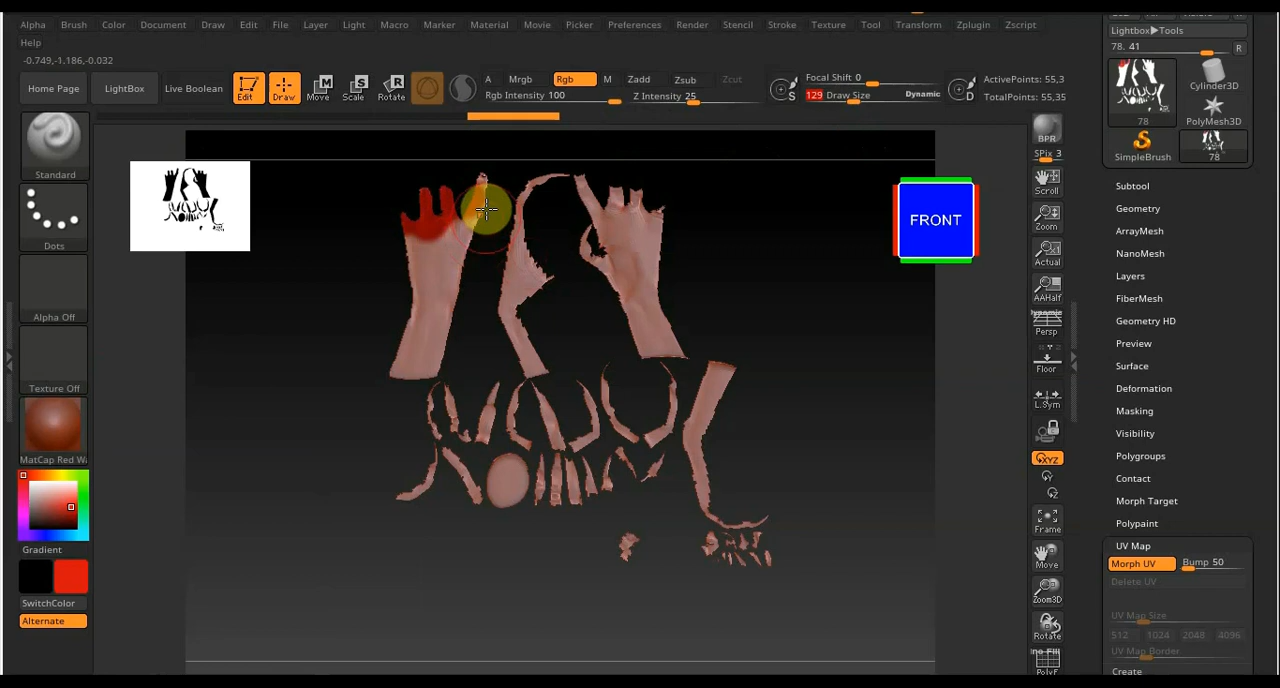 Alpha Brush Color Document Draw Edit File Layer Light Macro Marker Material Movie Picker Preferences Render Stencil Stroke Texture Tool Transform Zplugin Zscript
Help
-0.749,-1.186,-0.032
Home Page LightBox Live Boolean Edit Draw Move Scale Rotate
A Mrgb Rgb M Zadd Zsub Zcut
Rgb Intensity 100 Z Intensity 25
S Focal Shift 0
129 Draw Size Dynamic D
ActivePoints: 55,3
TotalPoints: 55,35
Standard
Dots
Alpha Off
Texture Off
MatCap Red W
Gradient
SwitchColor
Alternate
FRONT
BPR
SPix 3
Scroll
Zoom
Actual
AAHalf
Persp
Floor
L.Sym
XYZ
Y
Z
Frame
Move
Zoom3D
Rotate
PolyF
Lightbox▶Tools
78. 41 R
78
Cylinder3D
PolyMesh3D
SimpleBrush
78
Subtool
Geometry
ArrayMesh
NanoMesh
Layers
FiberMesh
Geometry HD
Preview
Surface
Deformation
Masking
Visibility
Polygroups
Contact
Morph Target
Polypaint
UV Map
Morph UV Bump 50
Delete UV
UV Map Size
512 1024 2048 4096
UV Map Border
Create